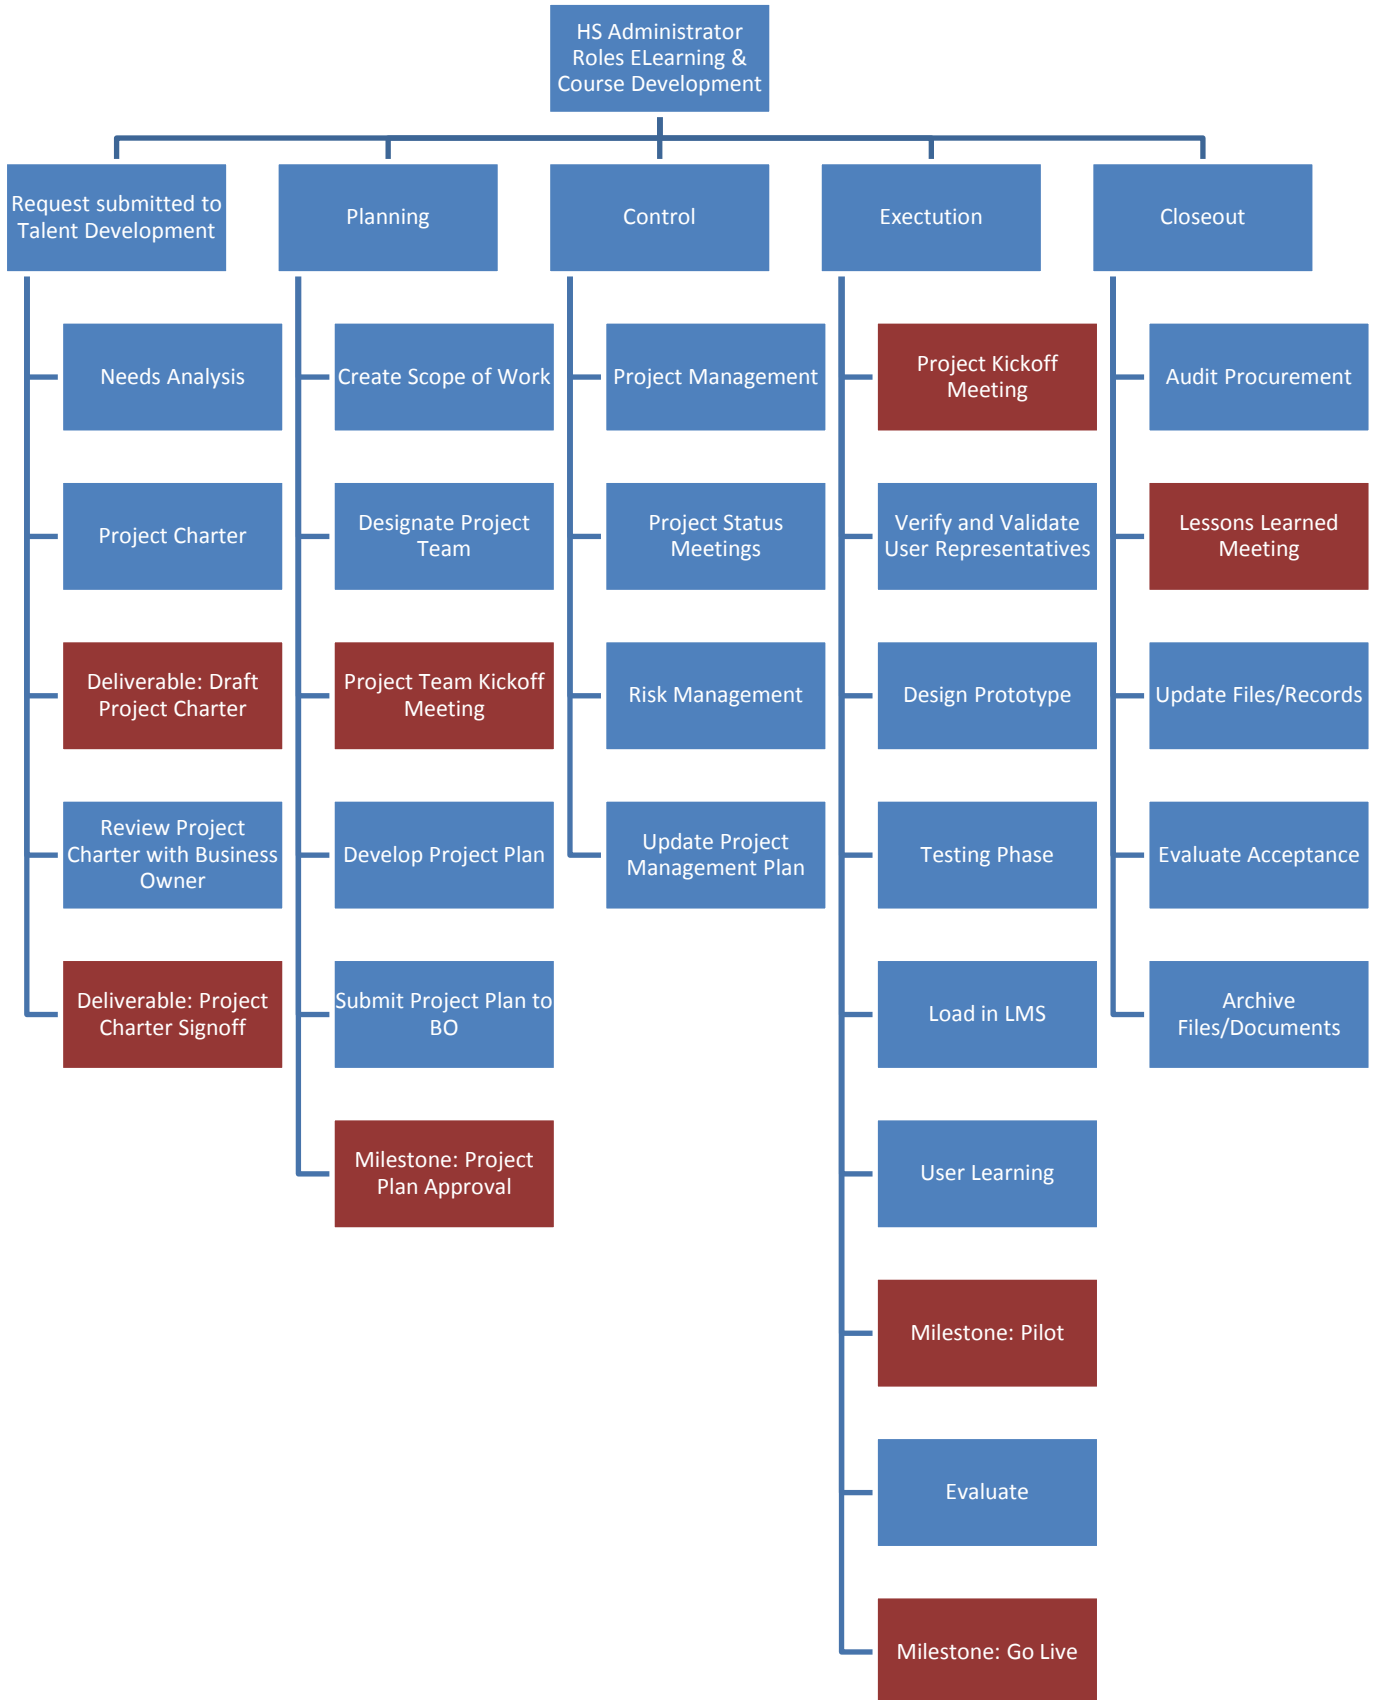 HS Administrator
Roles ELearning &
Course Development
Request submitted to
Talent Development
Planning
Control
Exectution
Closeout
Needs Analysis
Project Charter
Deliverable: Draft
Project Charter
Review Project
Charter with Business
Owner
Deliverable: Project
Charter Signoff
Create Scope of Work
Designate Project
Team
Project Team Kickoff
Meeting
Develop Project Plan
Submit Project Plan to
BO
Milestone: Project
Plan Approval
Project Management
Project Status
Meetings
Risk Management
Update Project
Management Plan
Project Kickoff
Meeting
Verify and Validate
User Representatives
Design Prototype
Testing Phase
Load in LMS
User Learning
Milestone: Pilot
Evaluate
Milestone: Go Live
Audit Procurement
Lessons Learned
Meeting
Update Files/Records
Evaluate Acceptance
Archive
Files/Documents